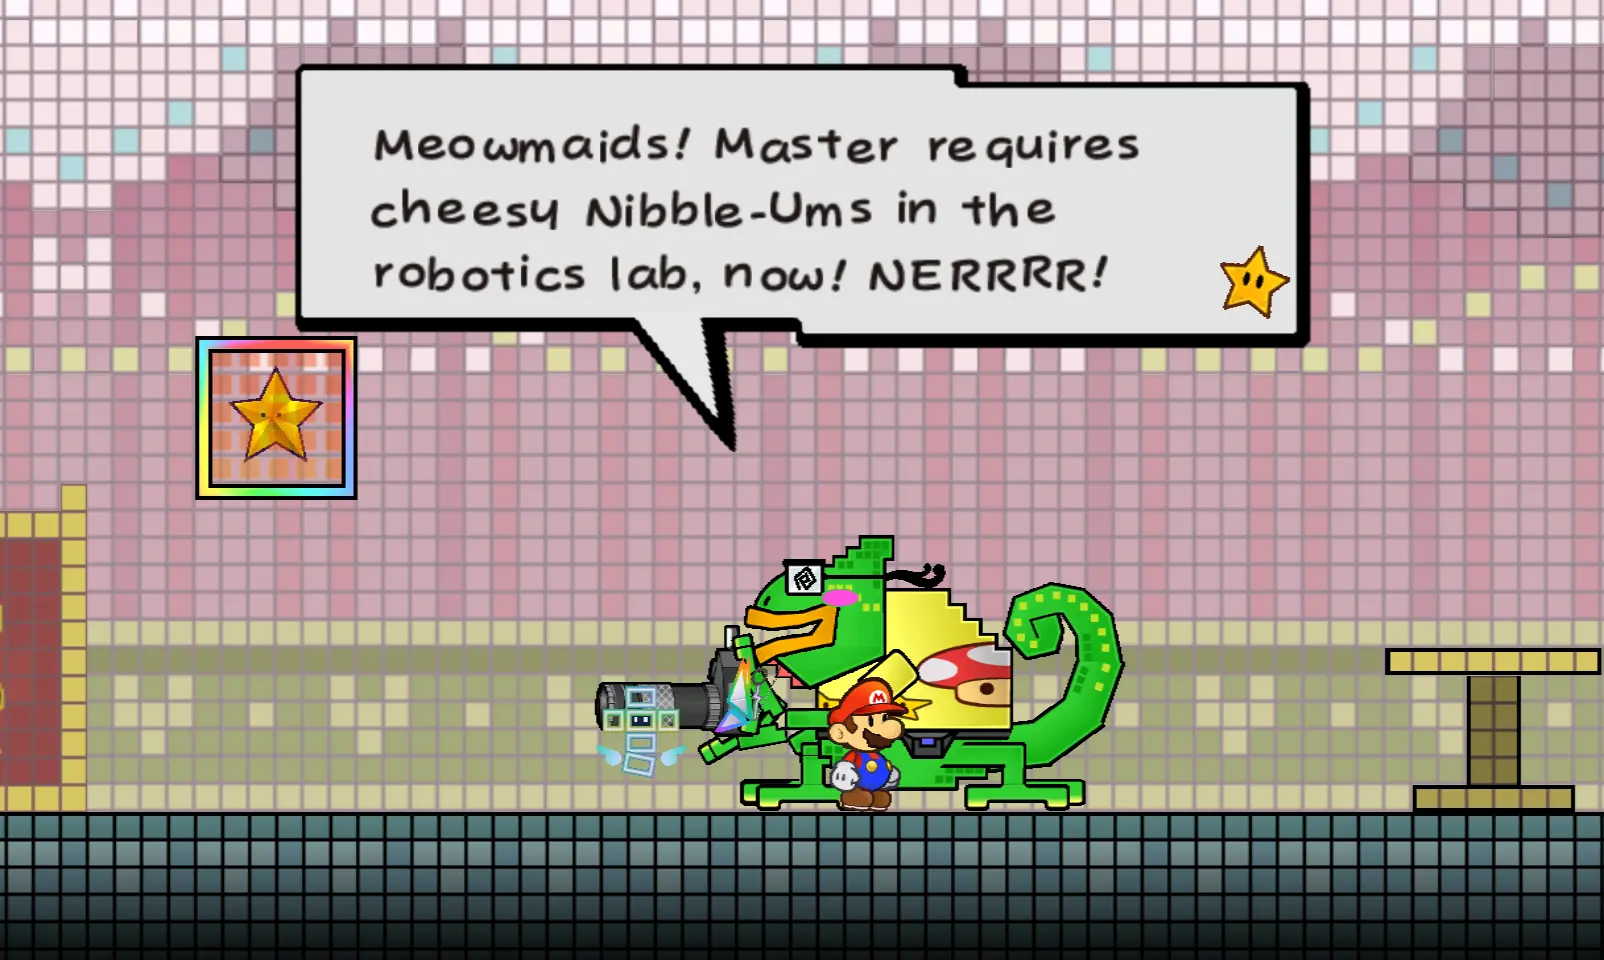 Meowmaids! Master requires
cheesy Nibble-Ums in the
robotics lab, now! NERRRR!
M